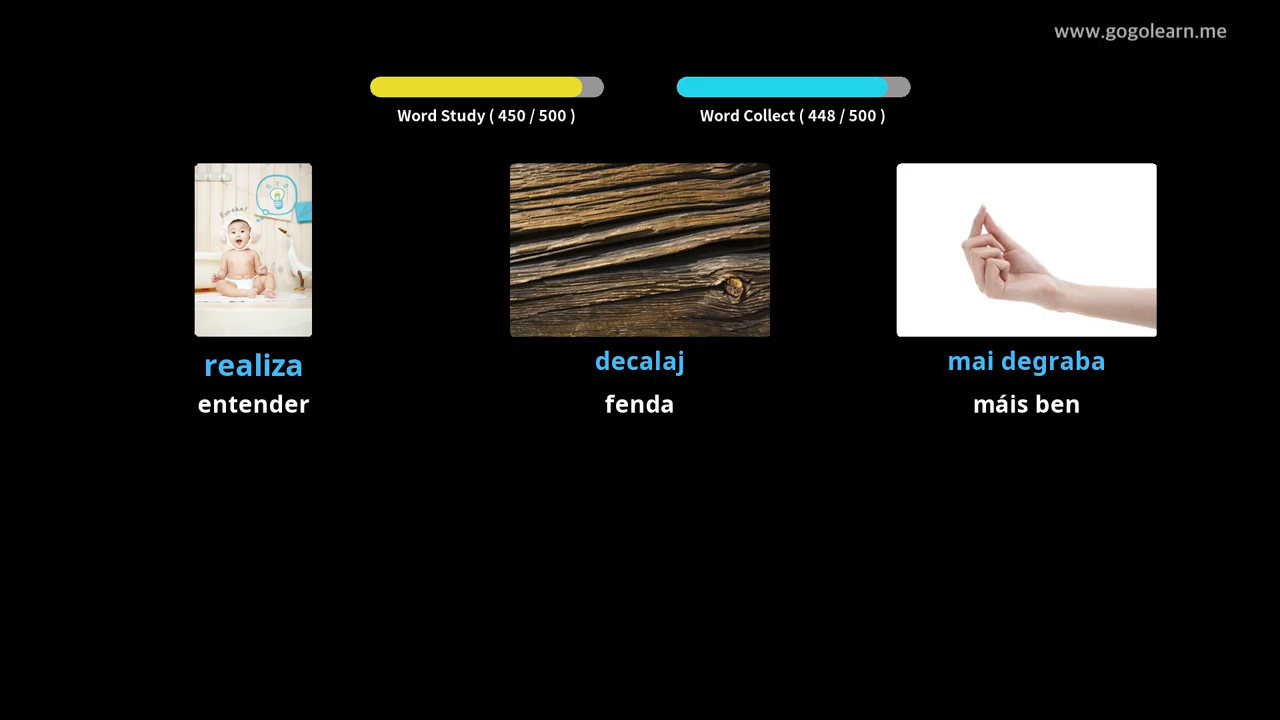 www.gogolearn.me
Word Study ( 450 / 500 )
Word Collect ( 448 / 500 )
Eureka!
realiza
decalaj
mai degraba
entender
fenda
máis ben